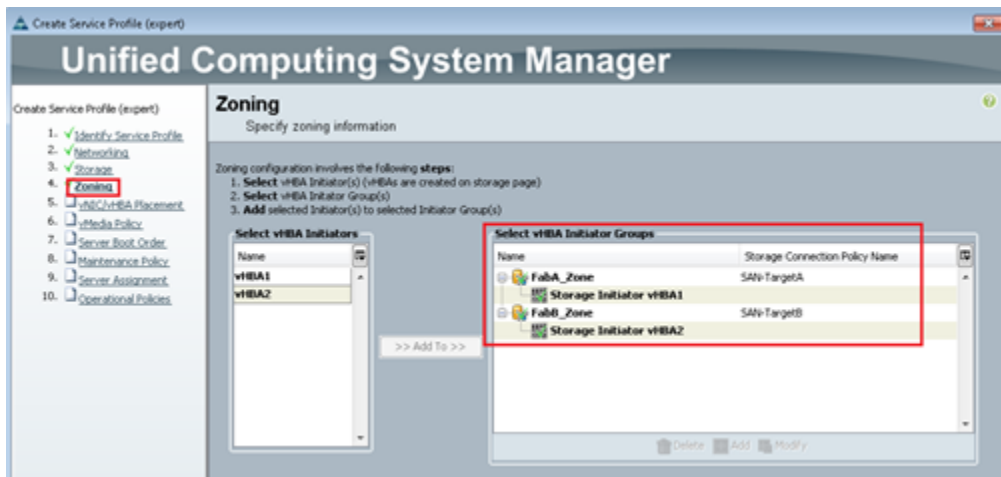 Create Service Profile (expert)
Unified Computing System Manager
Create Service Profile (expert)
1. Identify Service Profile
2. Networking
3. Storage
4. Zoning
5. vNIC/vHBA Placement
6. vMedia Policy
7. Server Boot Order
8. Maintenance Policy
9. Server Assignment
10. Operational Policies
Zoning
Specify zoning information
Zoning configuration involves the following steps:
1. Select vHBA Initiator(s) (vHBAs are created on storage page)
2. Select vHBA Initiator Group(s)
3. Add selected Initiator(s) to selected Initiator Group(s)
Select vHBA Initiators
Name
vHBA1
vHBA2
>> Add To >>
Select vHBA Initiator Groups
Name Storage Connection Policy Name
FabA_Zone SAN-TargetA
Storage Initiator vHBA1
FabB_Zone SAN-TargetB
Storage Initiator vHBA2
Delete Add Modify